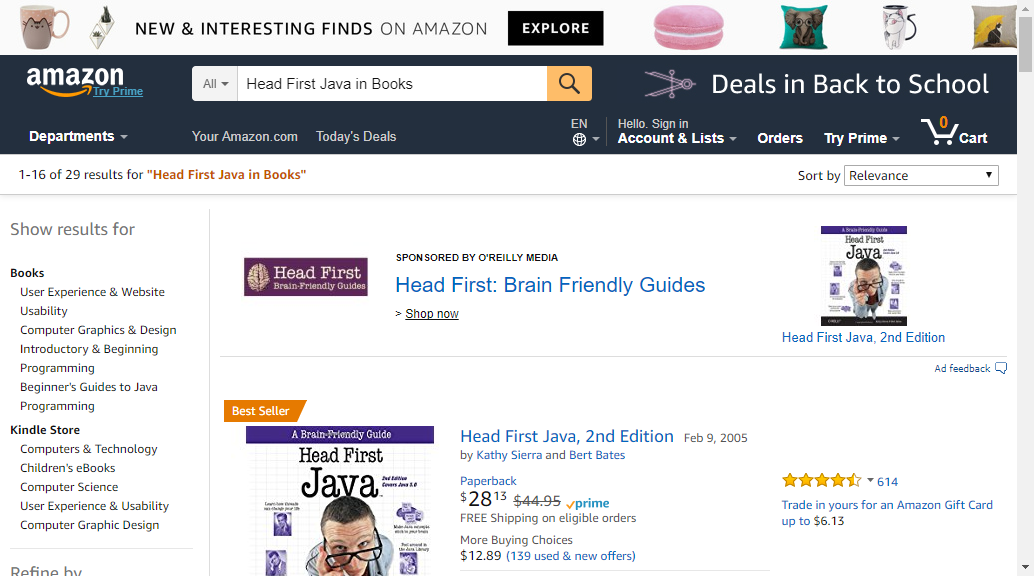 NEW & INTERESTING FINDS ON AMAZON EXPLORE
amazon
Try Prime
All
Head First Java in Books
Deals in Back to School
Departments
Your Amazon.com
Today's Deals
EN
Hello. Sign in
Account & Lists
Orders
Try Prime
0
Cart
1-16 of 29 results for "Head First Java in Books"
Sort by Relevance
Show results for
Books
User Experience & Website
Usability
Computer Graphics & Design
Introductory & Beginning
Programming
Beginner's Guides to Java
Programming
Kindle Store
Computers & Technology
Children's eBooks
Computer Science
User Experience & Usability
Computer Graphic Design
Refine by
Head First
Brain-Friendly Guides
SPONSORED BY O'REILLY MEDIA
Head First: Brain Friendly Guides
> Shop now
A Brain-Friendly Guide
Head First
Java
Head First Java, 2nd Edition
Ad feedback
Best Seller
A Brain-Friendly Guide
Head First
Java
2nd Edition
Covers Java 5.0
Learn how threads
can change your life
Head First Java, 2nd Edition Feb 9, 2005
by Kathy Sierra and Bert Bates
Paperback
$28 13 $44.95 prime
FREE Shipping on eligible orders
More Buying Choices
$12.89 (139 used & new offers)
614
Trade in yours for an Amazon Gift Card
up to $6.13